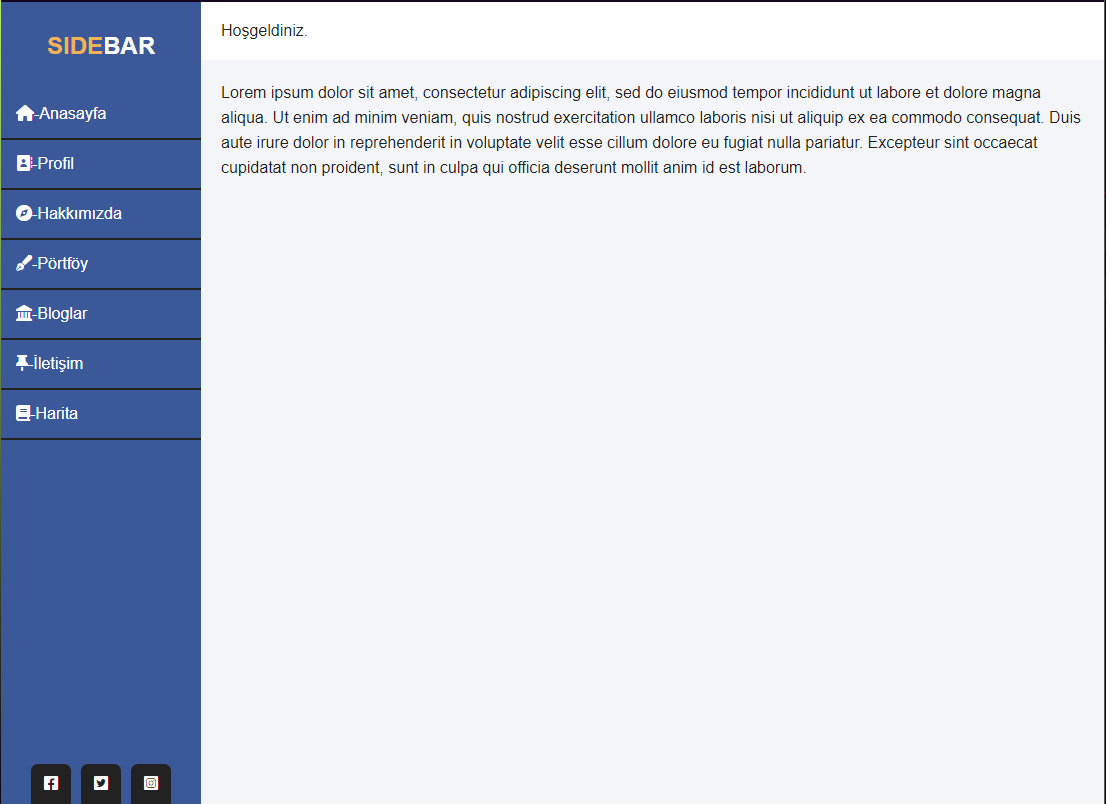 SIDEBAR
Hoşgeldiniz.
-Anasayfa
-Profil
-Hakkımızda
-Pörtföy
-Bloglar
-İletişim
-Harita
Lorem ipsum dolor sit amet, consectetur adipiscing elit, sed do eiusmod tempor incididunt ut labore et dolore magna
aliqua. Ut enim ad minim veniam, quis nostrud exercitation ullamco laboris nisi ut aliquip ex ea commodo consequat. Duis
aute irure dolor in reprehenderit in voluptate velit esse cillum dolore eu fugiat nulla pariatur. Excepteur sint occaecat
cupidatat non proident, sunt in culpa qui officia deserunt mollit anim id est laborum.